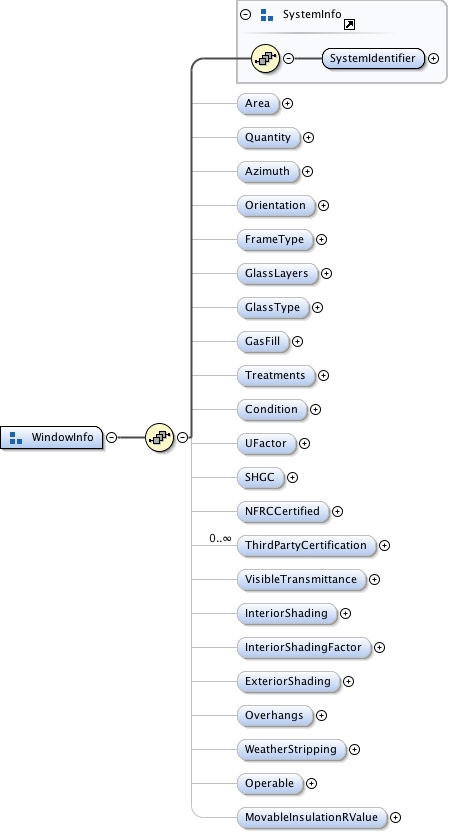 SystemInfo
SystemIdentifier
Area
Quantity
Azimuth
Orientation
FrameType
GlassLayers
GlassType
GasFill
Treatments
Condition
WindowInfo
UFactor
SHGC
NFRCCertified
0..∞
ThirdPartyCertification
VisibleTransmittance
InteriorShading
InteriorShadingFactor
ExteriorShading
Overhangs
WeatherStripping
Operable
MovableInsulationRValue